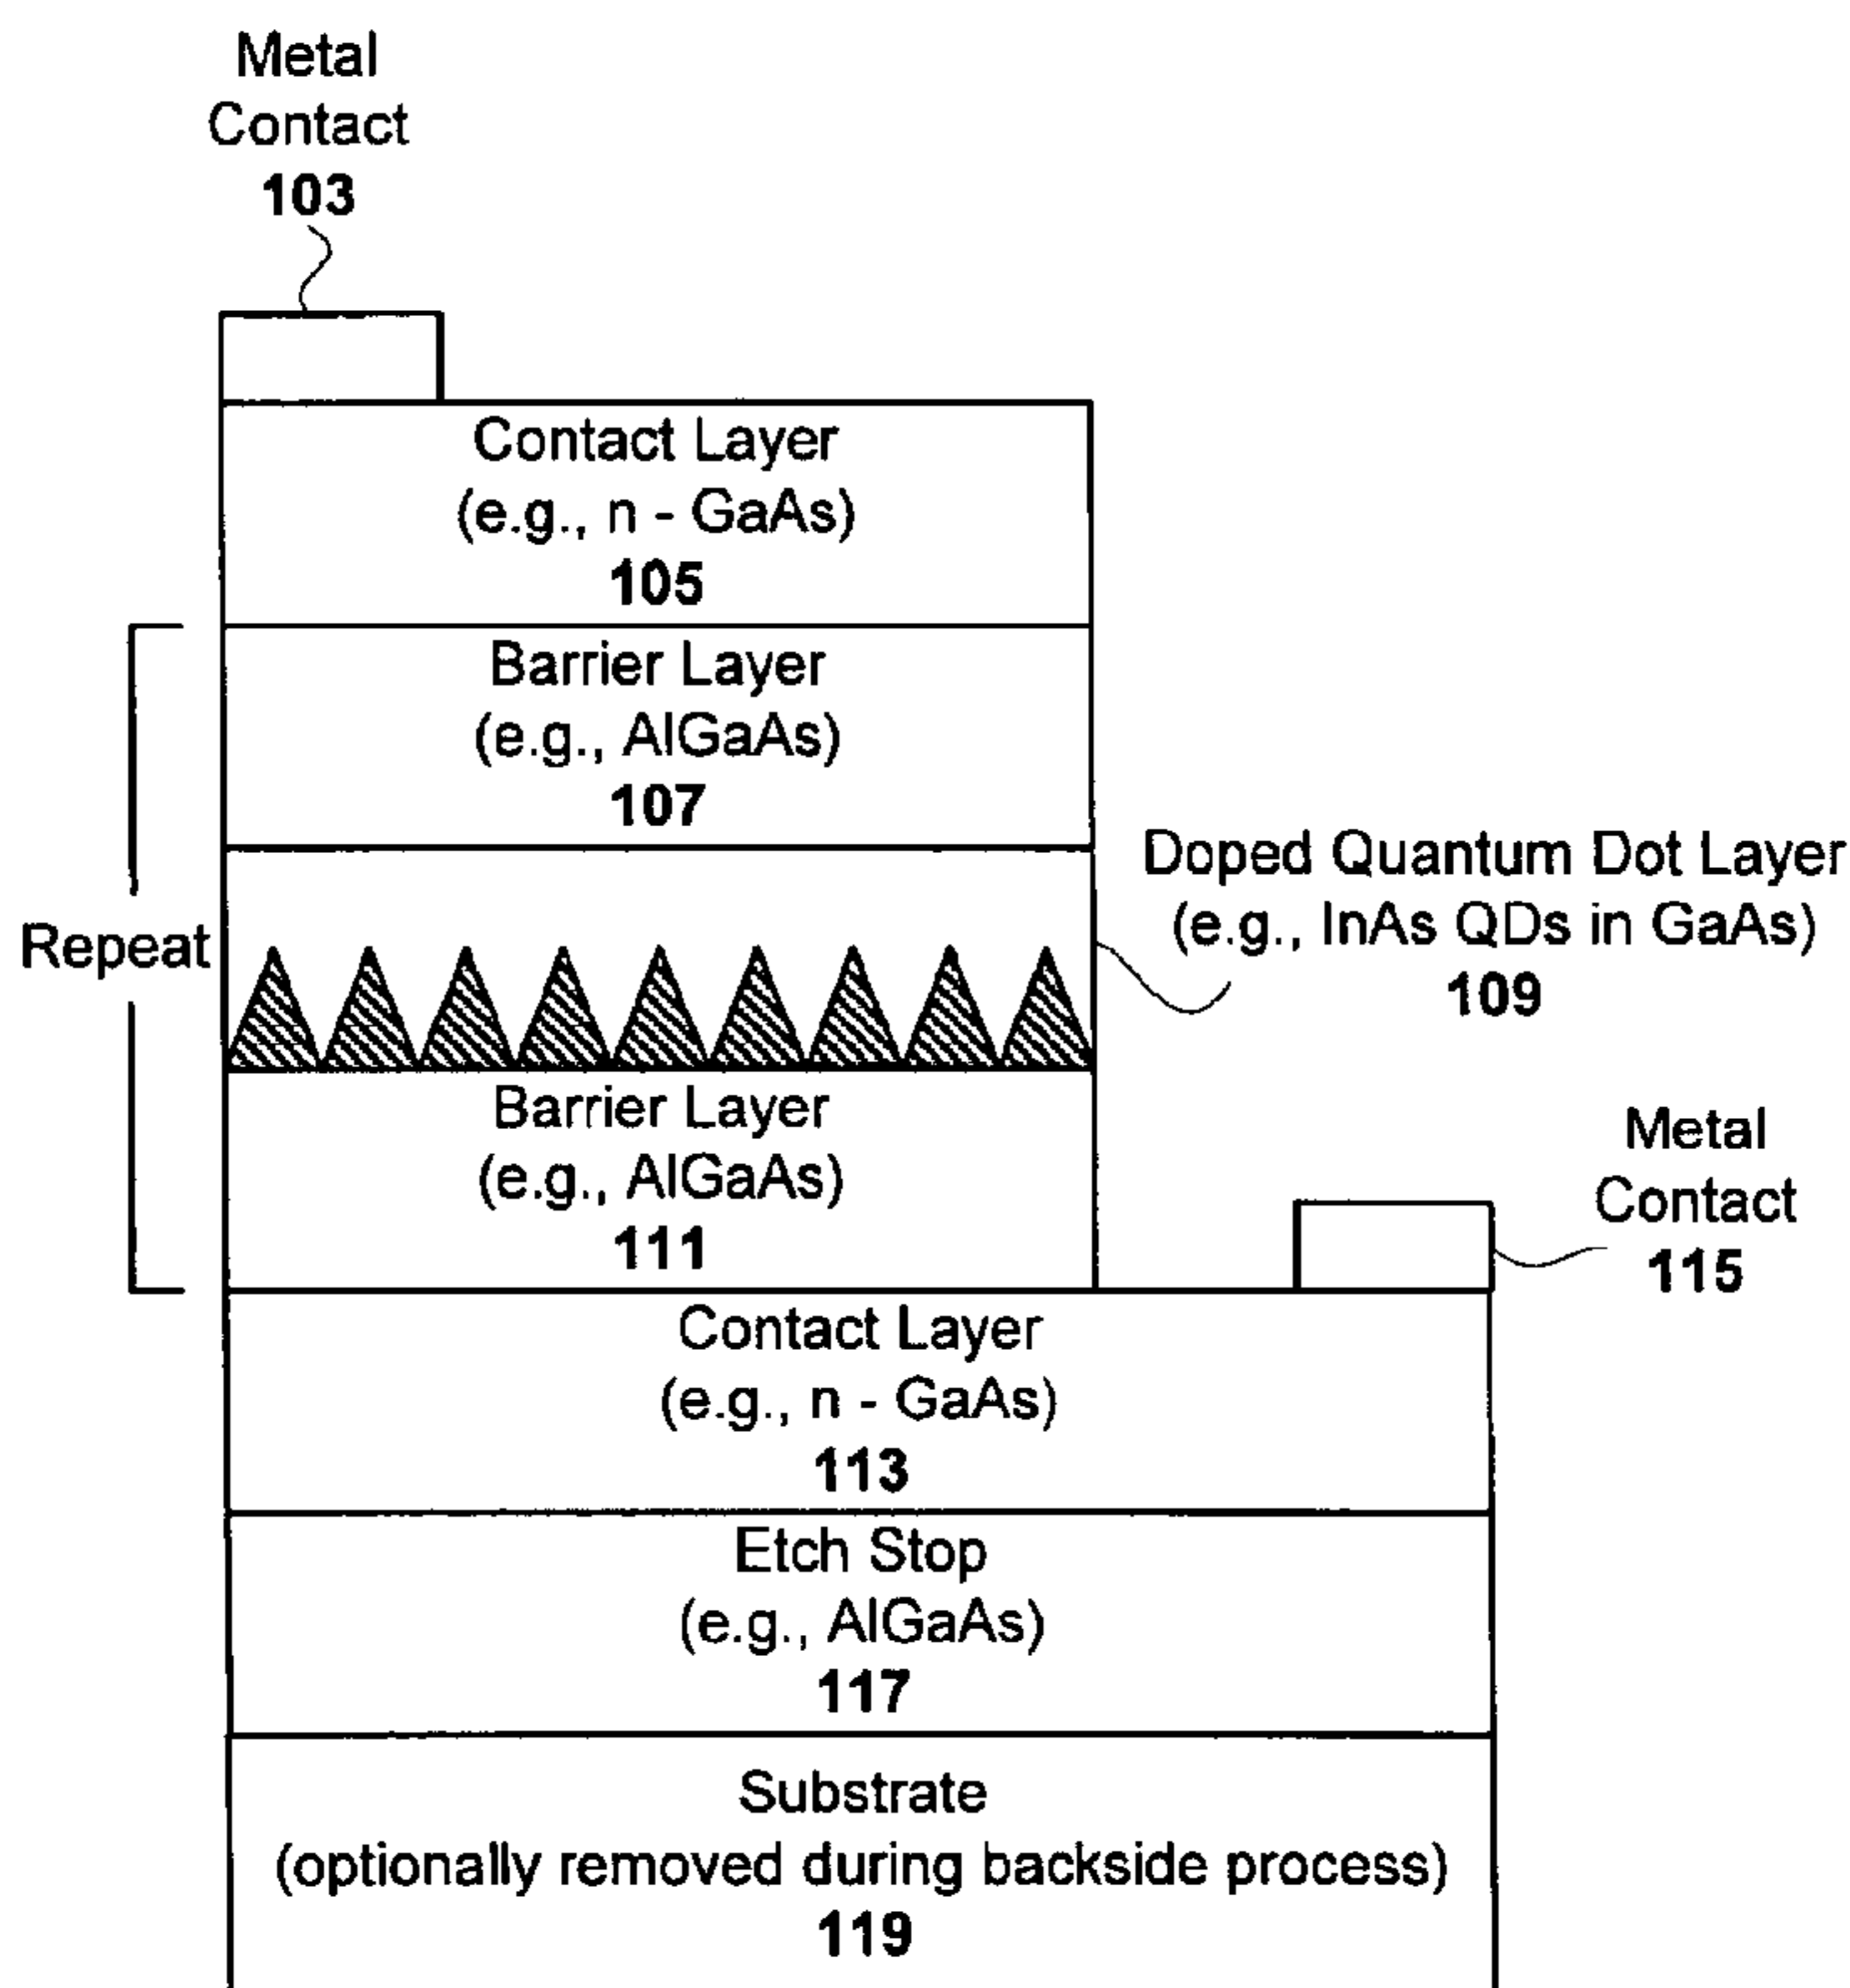 Metal
Contact
103
Contact Layer
(e.g., n - GaAs)
105
Barrier Layer
(e.g., AlGaAs)
107
Doped Quantum Dot Layer
(e.g., InAs QDs in GaAs)
109
Repeat
Barrier Layer
(e.g., AlGaAs)
111
Metal
Contact
115
Contact Layer
(e.g., n - GaAs)
113
Etch Stop
(e.g., AlGaAs)
117
Substrate
(optionally removed during backside process)
119